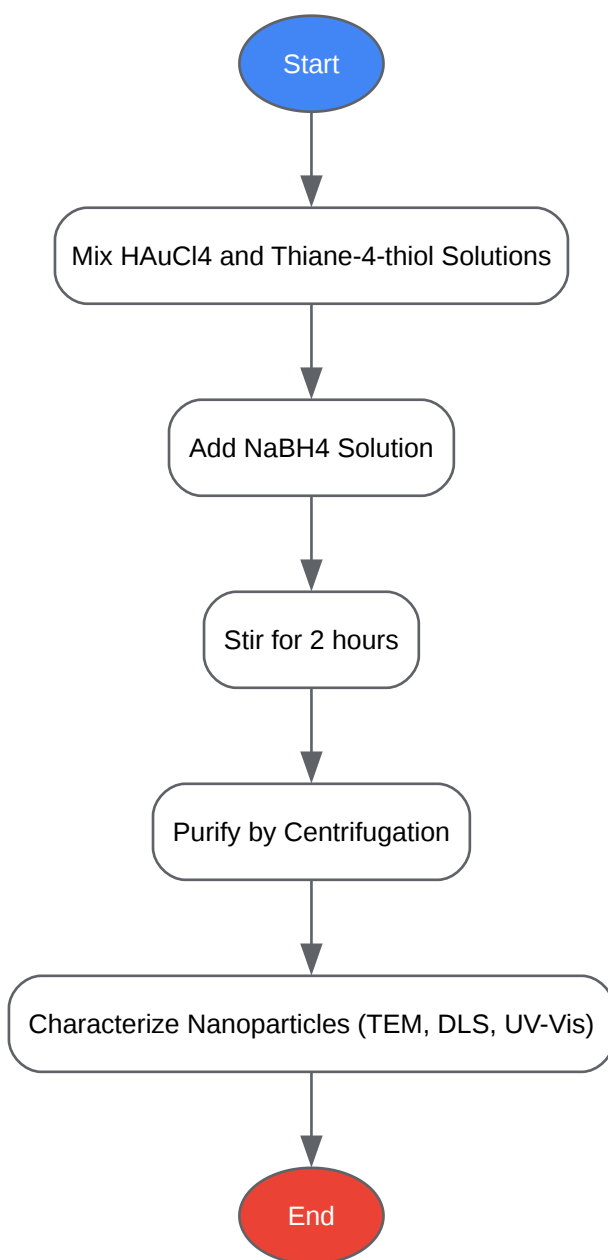 Start
Mix HAuCl4 and Thiane-4-thiol Solutions
Add NaBH4 Solution
Stir for 2 hours
Purify by Centrifugation
Characterize Nanoparticles (TEM, DLS, UV-Vis)
End